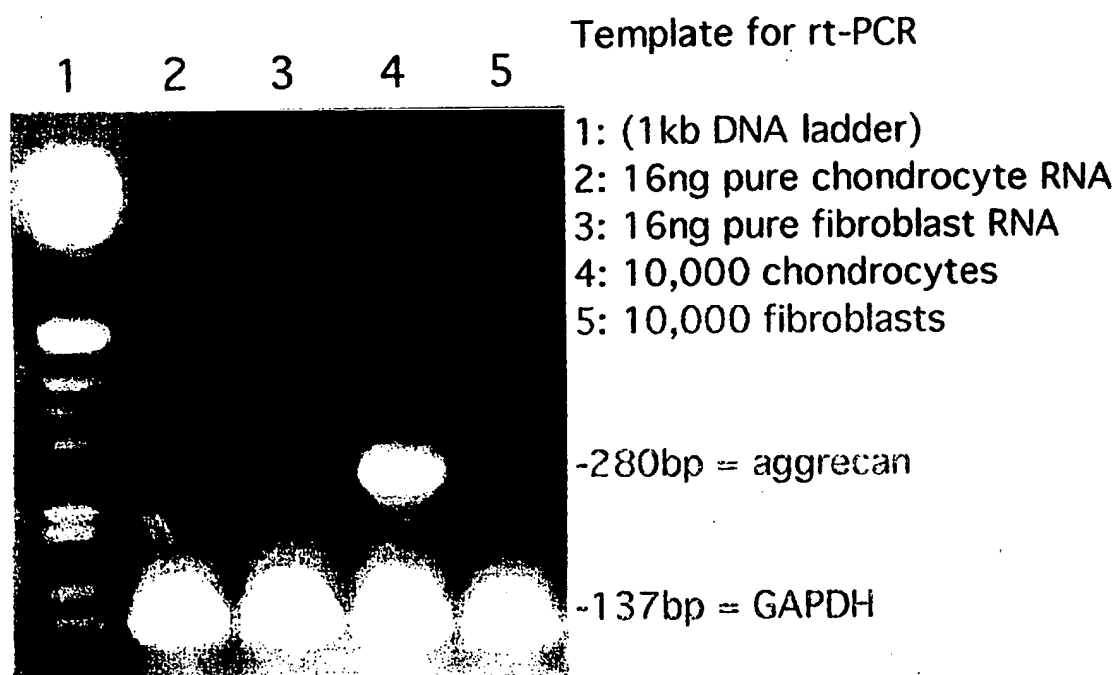 Template for rt-PCR
1 2 3 4 5
1: (1kb DNA ladder)
2: 16ng pure chondrocyte RNA
3: 16ng pure fibroblast RNA
4: 10,000 chondrocytes
5: 10,000 fibroblasts
-280bp = aggrecan
-137bp = GAPDH